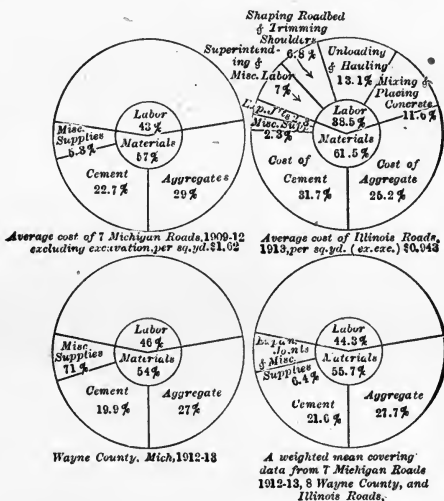 Labor
43%
Materials
57%
Misc.
Supplies
5.3%
Cement
22.7%
Aggregates
29%
Average cost of 7 Michigan Roads, 1909-12
excluding excavation, per sq. yd. $1,62
Shaping Roadbed
& Trimming
Shoulders
6.8%
Superintend-
ing &
Misc. Labor
7%
Unloading
& Hauling
13.1%
Mixing &
Placing
Concrete
11.6%
Labor
38.5%
Materials
61.5%
Misc. Sup.
2.3%
Cost of
Cement
31.7%
Cost of
Aggregate
25.2%
Average cost of Illinois Roads,
1913, per sq. yd. (ex. exc.) $0,943
Labor
46%
Materials
54%
Misc.
Supplies
71%
Cement
19.9%
Aggregate
27%
Wayne County, Mich, 1912-13
Labor
44.3%
Materials
55.7%
Expan.
Joints
& Misc.
Supplies
6.4%
Cement
21.6%
Aggregate
27.7%
A weighted mean covering
data from 7 Michigan Roads
1912-13, 8 Wayne County, and
Illinois Roads.